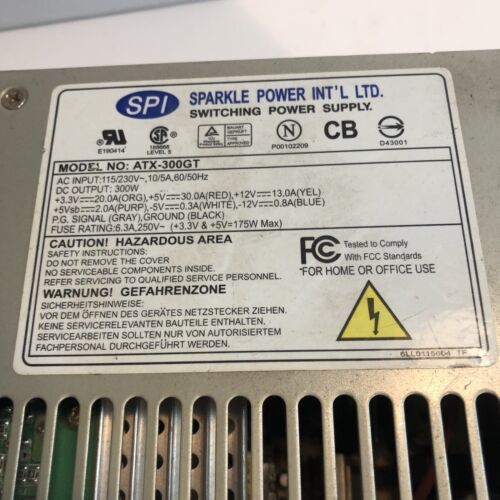 SPI SPARKLE POWER INT'L LTD.
SWITCHING POWER SUPPLY.
E190414
LEVEL 5
P00102209
CB
D43001
MODEL NO: ATX-300GT
AC INPUT:115/230V~,10/5A,60/50Hz
DC OUTPUT: 300W
+3.3V⎓20.0A(ORG),+5V⎓30.0A(RED),+12V⎓13.0A(YEL)
+5Vsb⎓2.0A(PURP),-5V⎓0.3A(WHITE),-12V⎓0.8A(BLUE)
P.G. SIGNAL (GRAY),GROUND (BLACK)
FUSE RATING:6.3A,250V~ (+3.3V & +5V=175W Max)
CAUTION! HAZARDOUS AREA
SAFETY INSTRUCTIONS:
DO NOT REMOVE THE COVER
NO SERVICEABLE COMPONENTS INSIDE.
REFER SERVICING TO QUALIFIED SERVICE PERSONNEL.
FC Tested to Comply
With FCC Standards
*FOR HOME OR OFFICE USE
WARNUNG! GEFAHRENZONE
SICHERHEITSHINWEISE:
VOR DEM ÖFFNEN DES GERÄTES NETZSTECKER ZIEHEN.
KEINE SERVICERELEVANTEN BAUTEILE ENTHALTEN.
SERVICEARBEITEN SOLLTEN NUR VON AUTORISIERTEM
FACHPERSONAL DURCHGEFÜHRT WERDEN.